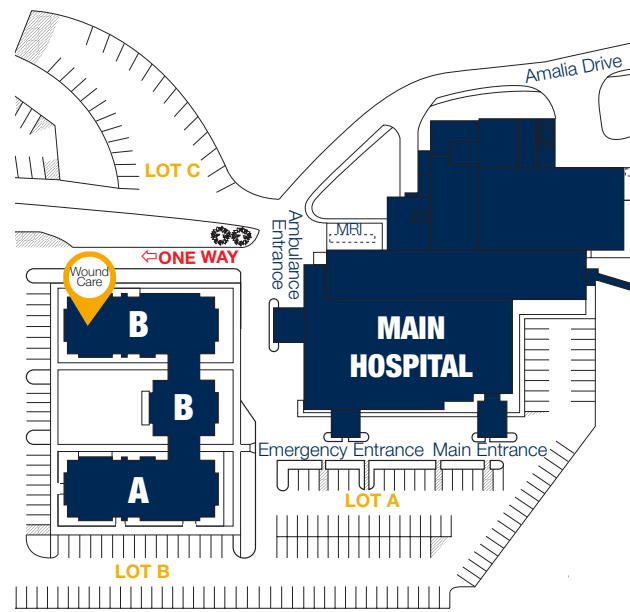 Amalia Drive
LOT C
Ambulance
Entrance
MRI
⇦ONE WAY
Wound
Care
B
MAIN
HOSPITAL
B
Emergency Entrance
Main Entrance
A
LOT A
LOT B